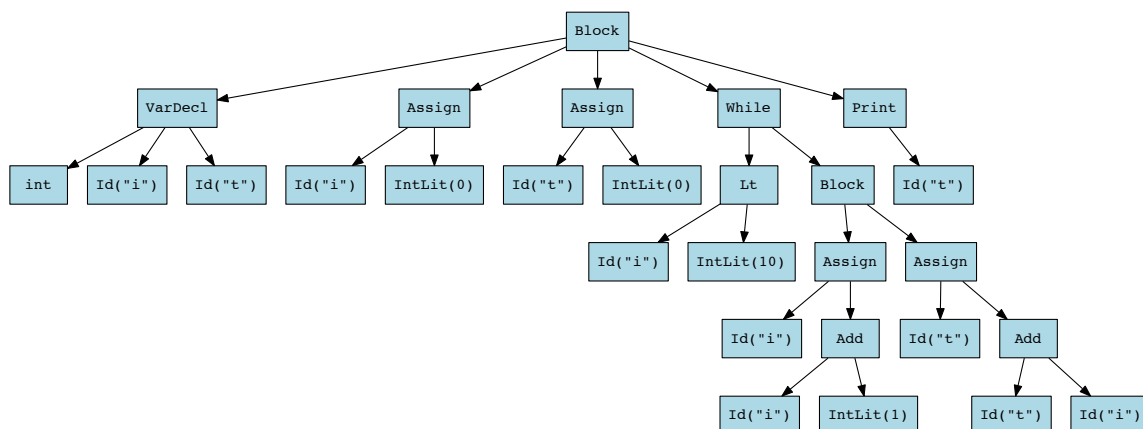 Block
VarDecl Assign Assign While Print
int Id("i") Id("t") Id("i") IntLit(0) Id("t") IntLit(0) Lt Block Id("t")
Id("i") IntLit(10) Assign Assign
Id("i") Add Id("t") Add
Id("i") IntLit(1) Id("t") Id("i")